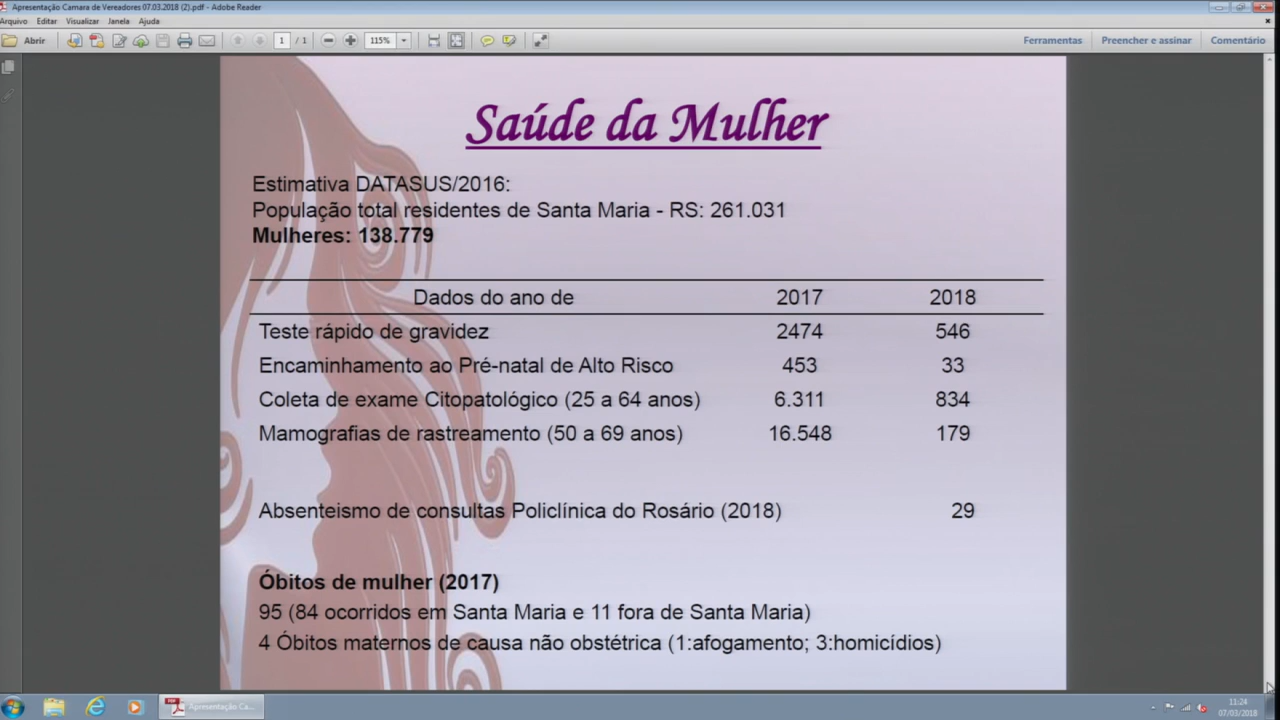 Apresentação Camara de Vereadores 07.03.2018 (2).pdf - Adobe Reader
Arquivo Editar Visualizar Janela Ajuda
Abrir 1 / 1 115% Ferramentas Preencher e assinar Comentário
Saúde da Mulher
Estimativa DATASUS/2016:
População total residentes de Santa Maria - RS: 261.031
Mulheres: 138.779
Dados do ano de 2017 2018
Teste rápido de gravidez 2474 546
Encaminhamento ao Pré-natal de Alto Risco 453 33
Coleta de exame Citopatológico (25 a 64 anos) 6.311 834
Mamografias de rastreamento (50 a 69 anos) 16.548 179
Absenteismo de consultas Policlínica do Rosário (2018) 29
Óbitos de mulher (2017)
95 (84 ocorridos em Santa Maria e 11 fora de Santa Maria)
4 Óbitos maternos de causa não obstétrica (1:afogamento; 3:homicídios)
Apresentação Ca...
11:24
07/03/2018